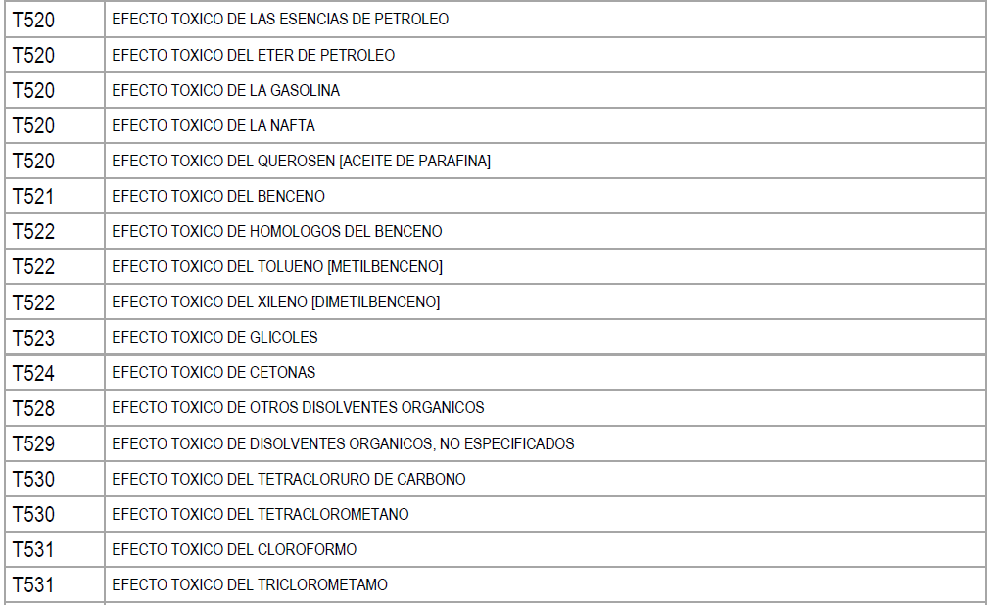 T520 EFECTO TOXICO DE LAS ESENCIAS DE PETROLEO
T520 EFECTO TOXICO DEL ETER DE PETROLEO
T520 EFECTO TOXICO DE LA GASOLINA
T520 EFECTO TOXICO DE LA NAFTA
T520 EFECTO TOXICO DEL QUEROSEN [ACEITE DE PARAFINA]
T521 EFECTO TOXICO DEL BENCENO
T522 EFECTO TOXICO DE HOMOLOGOS DEL BENCENO
T522 EFECTO TOXICO DEL TOLUENO [METILBENCENO]
T522 EFECTO TOXICO DEL XILENO [DIMETILBENCENO]
T523 EFECTO TOXICO DE GLICOLES
T524 EFECTO TOXICO DE CETONAS
T528 EFECTO TOXICO DE OTROS DISOLVENTES ORGANICOS
T529 EFECTO TOXICO DE DISOLVENTES ORGANICOS, NO ESPECIFICADOS
T530 EFECTO TOXICO DEL TETRACLORURO DE CARBONO
T530 EFECTO TOXICO DEL TETRACLOROMETANO
T531 EFECTO TOXICO DEL CLOROFORMO
T531 EFECTO TOXICO DEL TRICLOROMETAMO